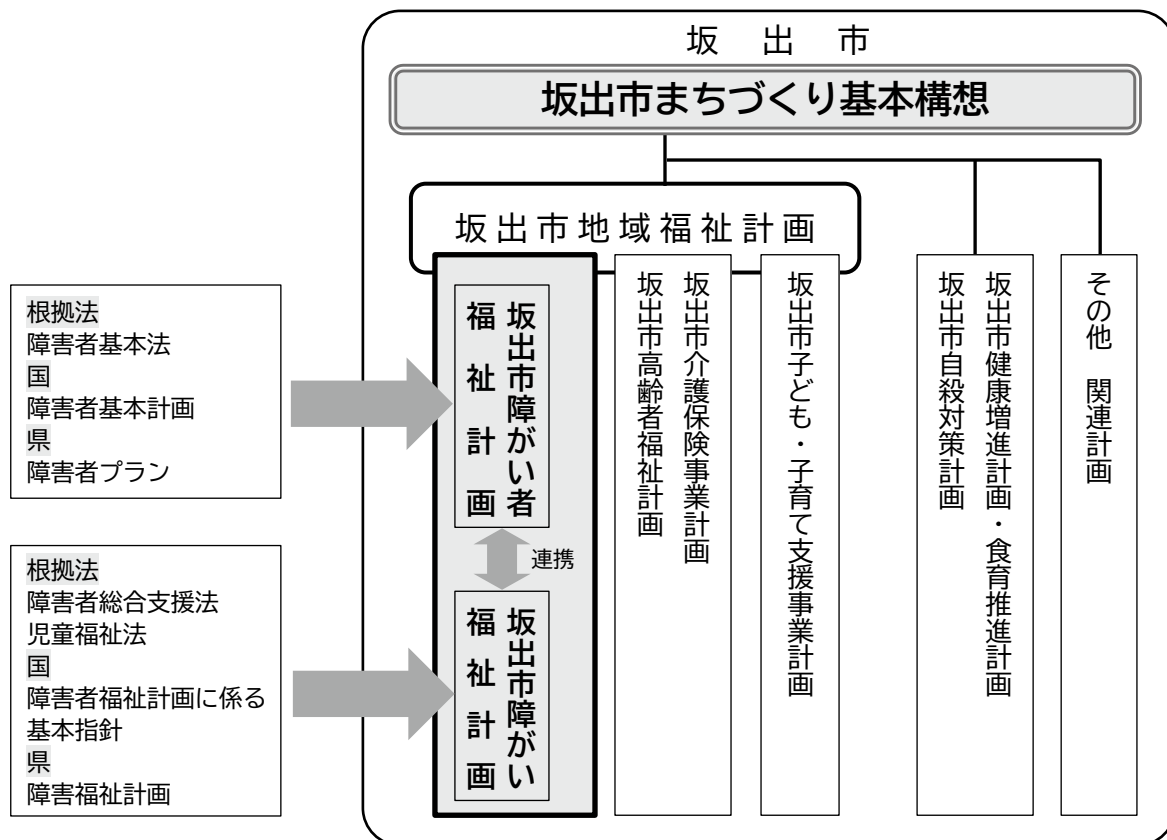 坂出市
坂出市まちづくり基本構想
坂出市地域福祉計画
根拠法
障害者基本法
国
障害者基本計画
県
障害者プラン
根拠法
障害者総合支援法
児童福祉法
国
障害者福祉計画に係る
基本指針
県
障害福祉計画
坂出市障がい者
福祉計画
連携
坂出市障がい
福祉計画
坂出市介護保険事業計画
坂出市高齢者福祉計画
坂出市子ども・子育て支援事業計画
坂出市健康増進計画・食育推進計画
坂出市自殺対策計画
その他 関連計画